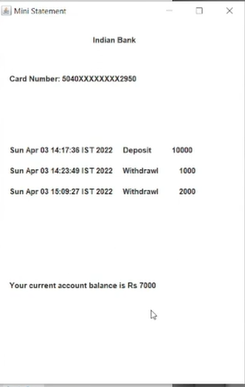 Mini Statement
Indian Bank
Card Number: 5040XXXXXXXX2950
Sun Apr 03 14:17:36 IST 2022 Deposit 10000
Sun Apr 03 14:23:49 IST 2022 Withdrawl 1000
Sun Apr 03 15:09:27 IST 2022 Withdrawl 2000
Your current account balance is Rs 7000